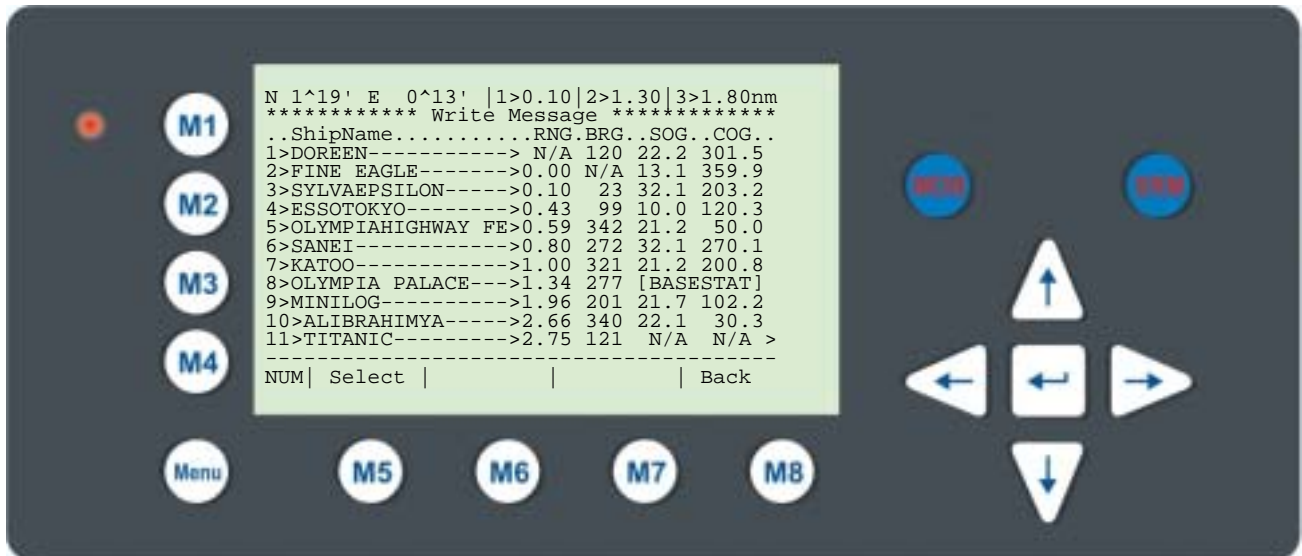 N 1^19' E  0^13' |1>0.10|2>1.30|3>1.80nm
************ Write Message *************
..ShipName...........RNG.BRG..SOG..COG..
1>DOREEN-----------> N/A 120 22.2 301.5
2>FINE EAGLE------->0.00 N/A 13.1 359.9
3>SYLVAEPSILON----->0.10  23 32.1 203.2
4>ESSOTOKYO-------->0.43  99 10.0 120.3
5>OLYMPIAHIGHWAY FE>0.59 342 21.2  50.0
6>SANEI------------>0.80 272 32.1 270.1
7>KATOO------------>1.00 321 21.2 200.8
8>OLYMPIA PALACE--->1.34 277 [BASESTAT]
9>MINILOG---------->1.96 201 21.7 102.2
10>ALIBRAHIMYA----->2.66 340 22.1  30.3
11>TITANIC--------->2.75 121  N/A  N/A >
----------------------------------------
NUM| Select |         |         | Back
M1
M2
M3
M4
Menu
M5
M6
M7
M8